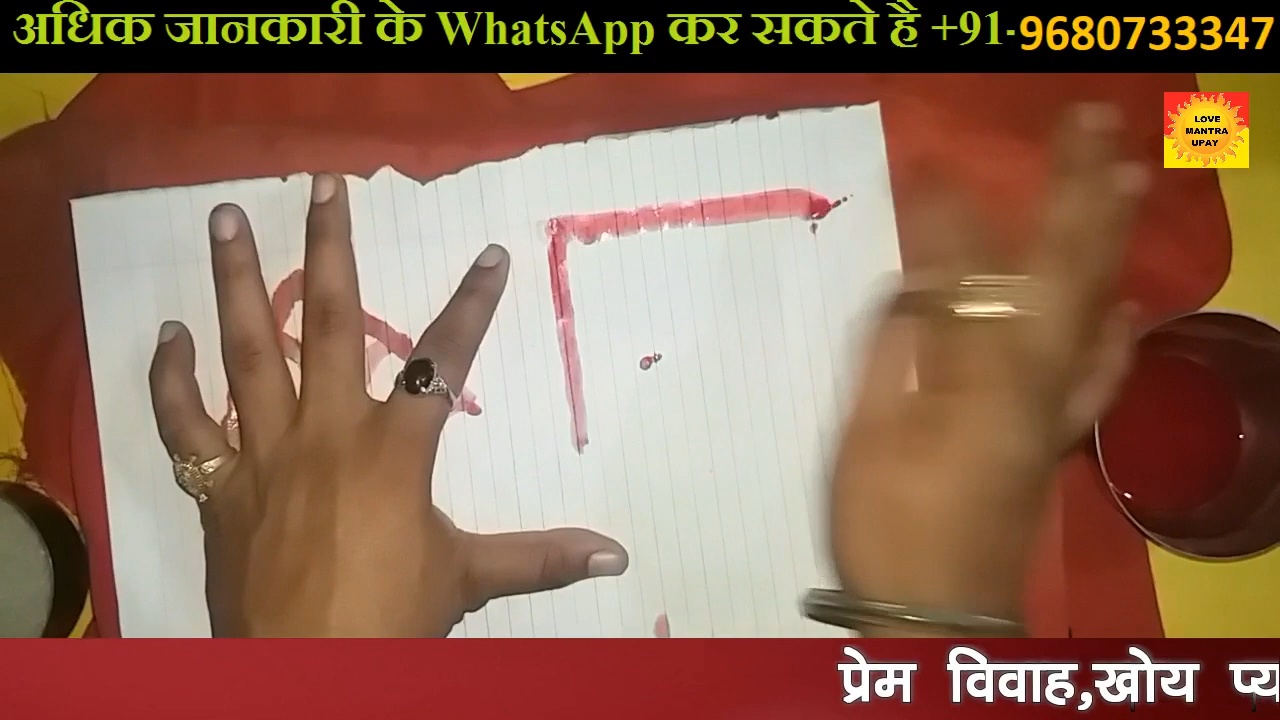 अधिक जानकारी के WhatsApp कर सकते है +91-9680733347
LOVE
MANTRA
UPAY
प्रेम विवाह,खोय प्य